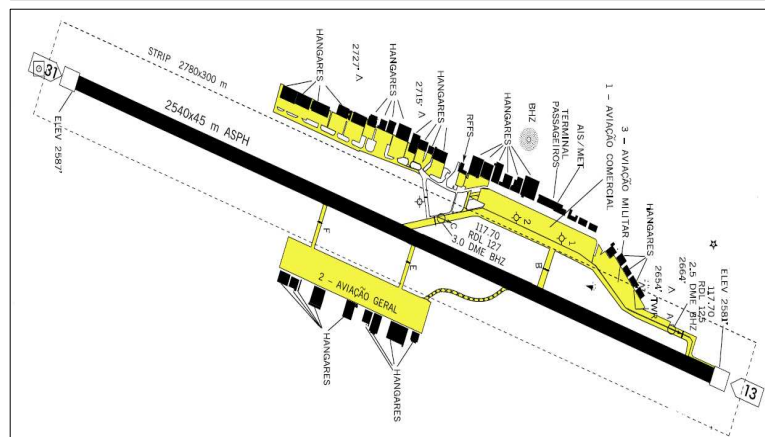 31
STRIP 2780x300 m
2540x45 m ASPH
ELEV 2587'
HANGARES
2727'
HANGARES
2715'
HANGARES
RFFS
HANGARES
BHZ
TERMINAL
PASSAGEIROS
AIS/MET
1 - AVIAÇÃO COMERCIAL
3 - AVIAÇÃO MILITAR
HANGARES
2654'
TWR
2664'
2.5 DME BHZ
RDL 125
117.70
ELEV 2581'
A
13
117.70
RDL 127
3.0 DME BHZ
C
2
1
B
F
E
2 - AVIAÇÃO GERAL
HANGARES
HANGARES